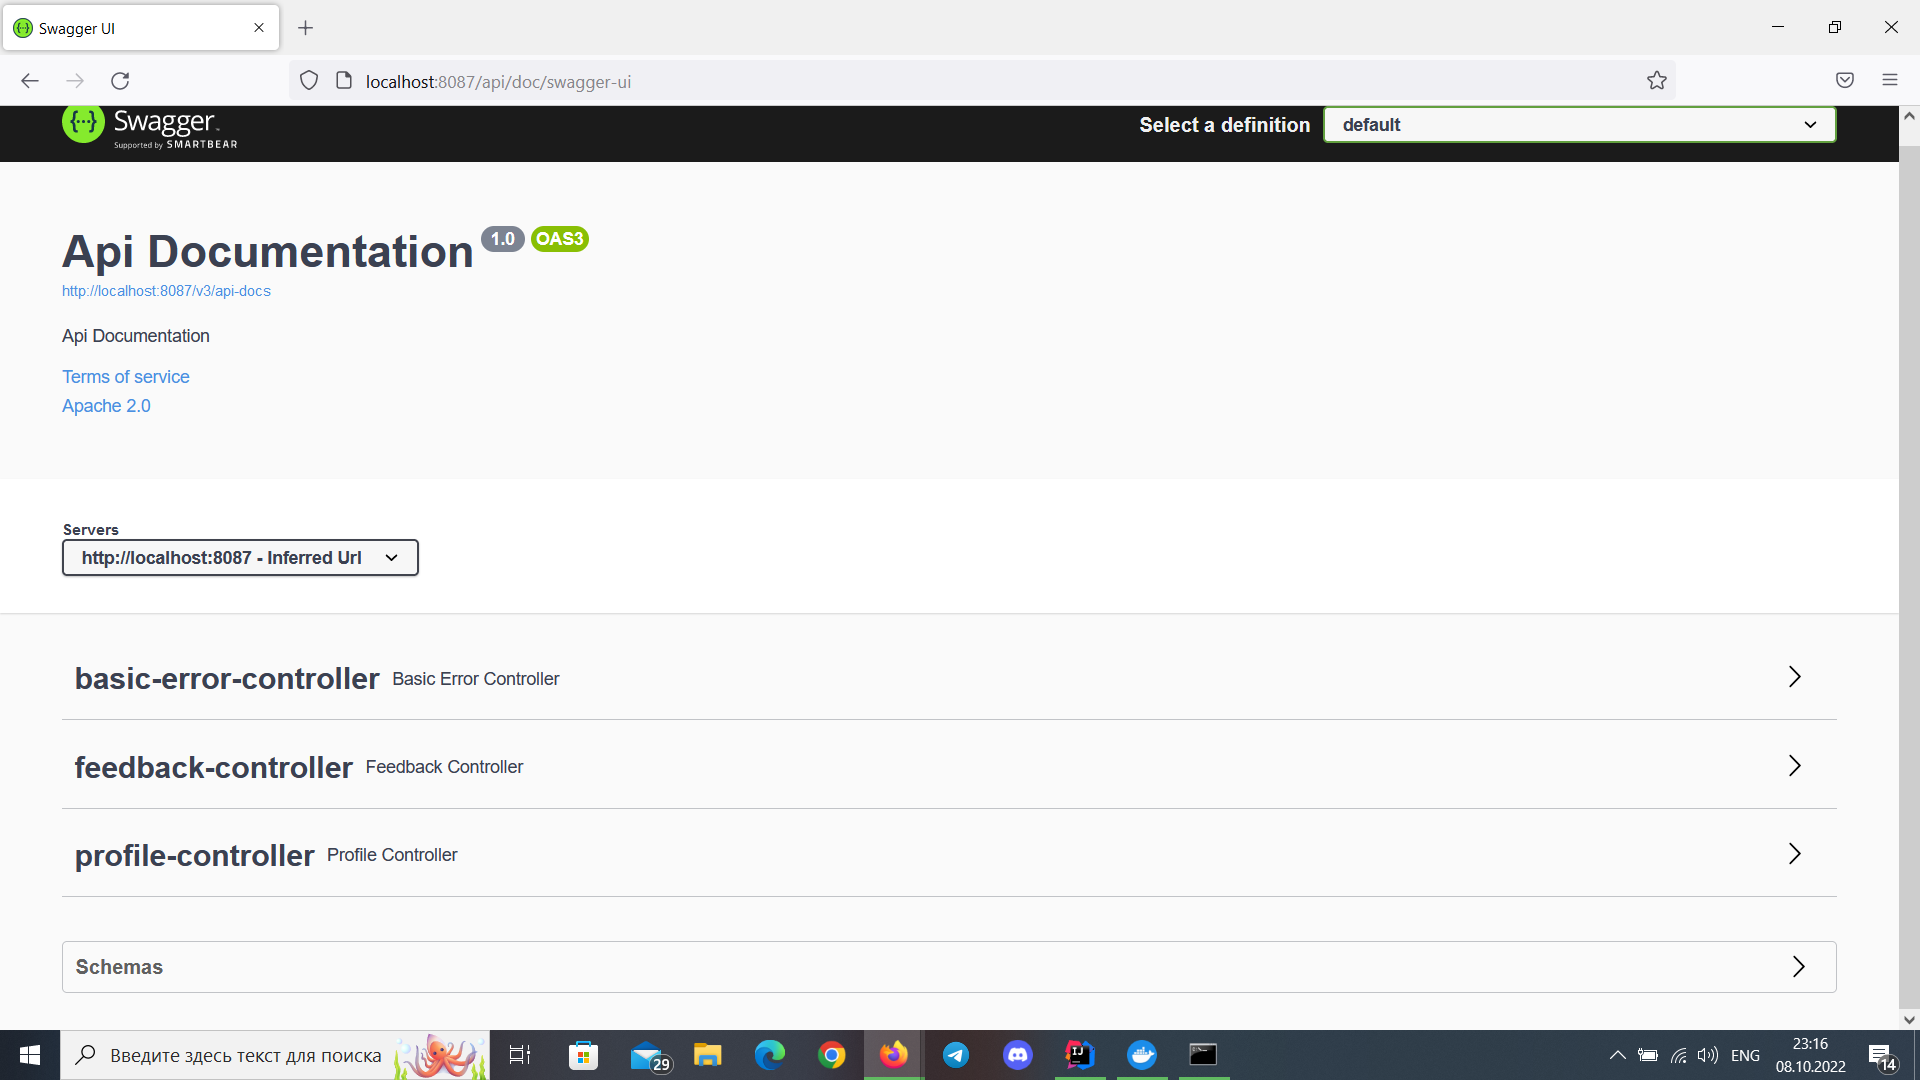 Swagger UI
localhost:8087/api/doc/swagger-ui
Swagger
Supported by SMARTBEAR
Select a definition
default
Api Documentation 1.0 OAS3
http://localhost:8087/v3/api-docs
Api Documentation
Terms of service
Apache 2.0
Servers
http://localhost:8087 - Inferred Url
basic-error-controller Basic Error Controller
feedback-controller Feedback Controller
profile-controller Profile Controller
Schemas
Введите здесь текст для поиска
29
IJ
ENG
23:16
08.10.2022
14